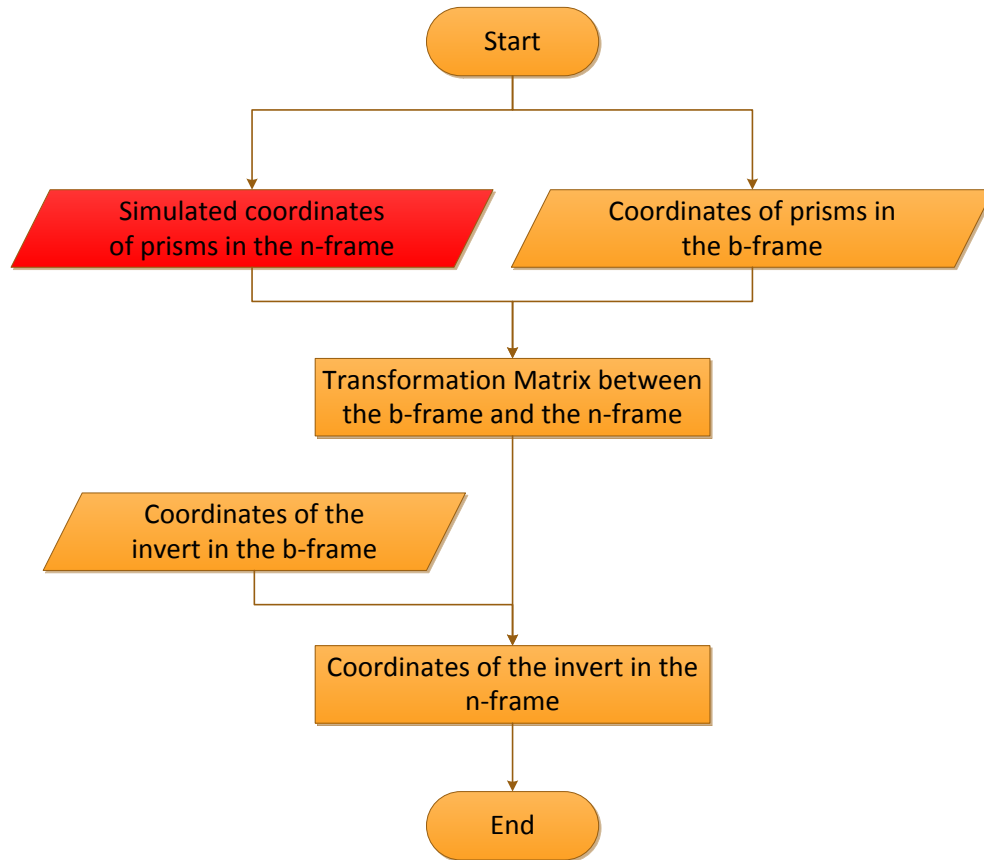 Start
Simulated coordinates
of prisms in the n-frame
Coordinates of prisms in
the b-frame
Transformation Matrix between
the b-frame and the n-frame
Coordinates of the
invert in the b-frame
Coordinates of the invert in the
n-frame
End